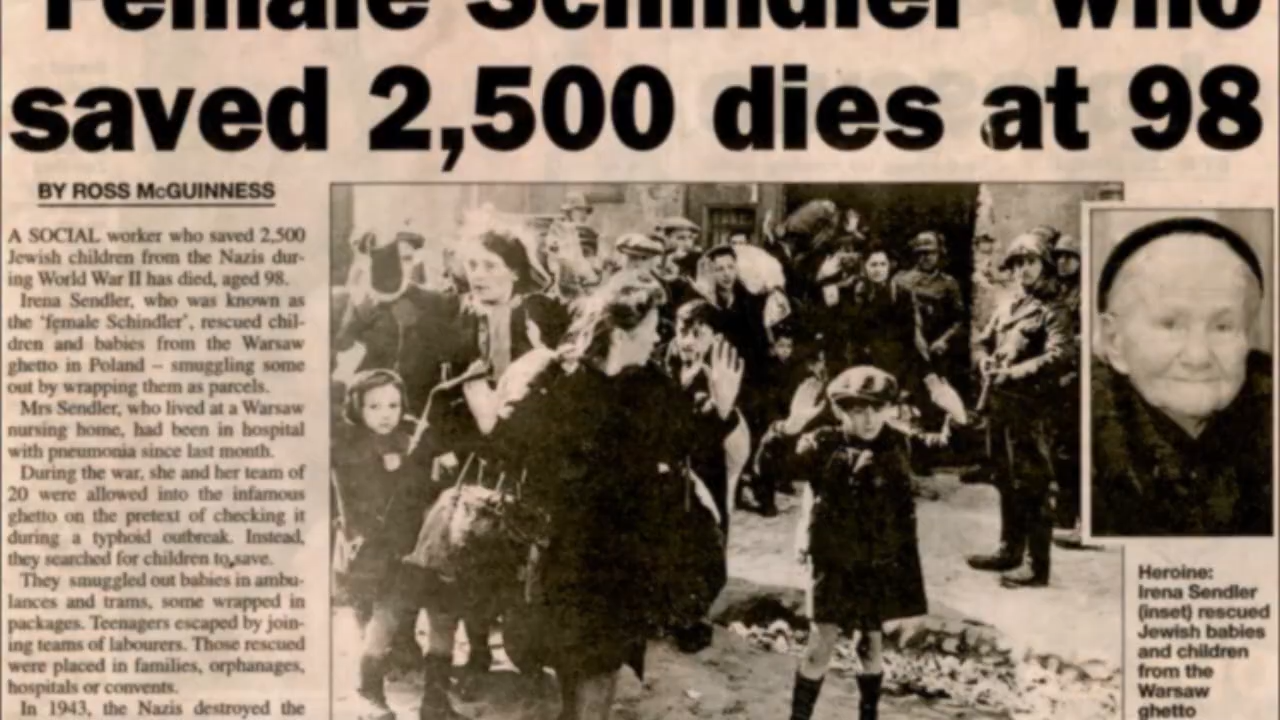 'Female Schindler' who
saved 2,500 dies at 98
BY ROSS McGUINNESS
A SOCIAL worker who saved 2,500
Jewish children from the Nazis dur-
ing World War II has died, aged 98.
Irena Sendler, who was known as
the 'female Schindler', rescued chil-
dren and babies from the Warsaw
ghetto in Poland – smuggling some
out by wrapping them as parcels.
Mrs Sendler, who lived at a Warsaw
nursing home, had been in hospital
with pneumonia since last month.
During the war, she and her team of
20 were allowed into the infamous
ghetto on the pretext of checking it
during a typhoid outbreak. Instead,
they searched for children to save.
They smuggled out babies in ambu-
lances and trams, some wrapped in
packages. Teenagers escaped by join-
ing teams of labourers. Those rescued
were placed in families, orphanages,
hospitals or convents.
In 1943, the Nazis destroyed the
Heroine:
Irena Sendler
(inset) rescued
Jewish babies
and children
from the
Warsaw
ghetto